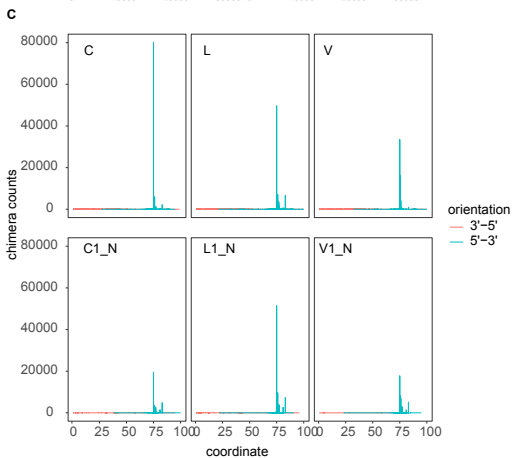 C
80000
60000
40000
20000
0
C
L
V
chimera counts
orientation
3'−5'
5'−3'
80000
60000
40000
20000
0
C1_N
L1_N
V1_N
0 25 50 75 100
0 25 50 75 100
0 25 50 75 100
coordinate